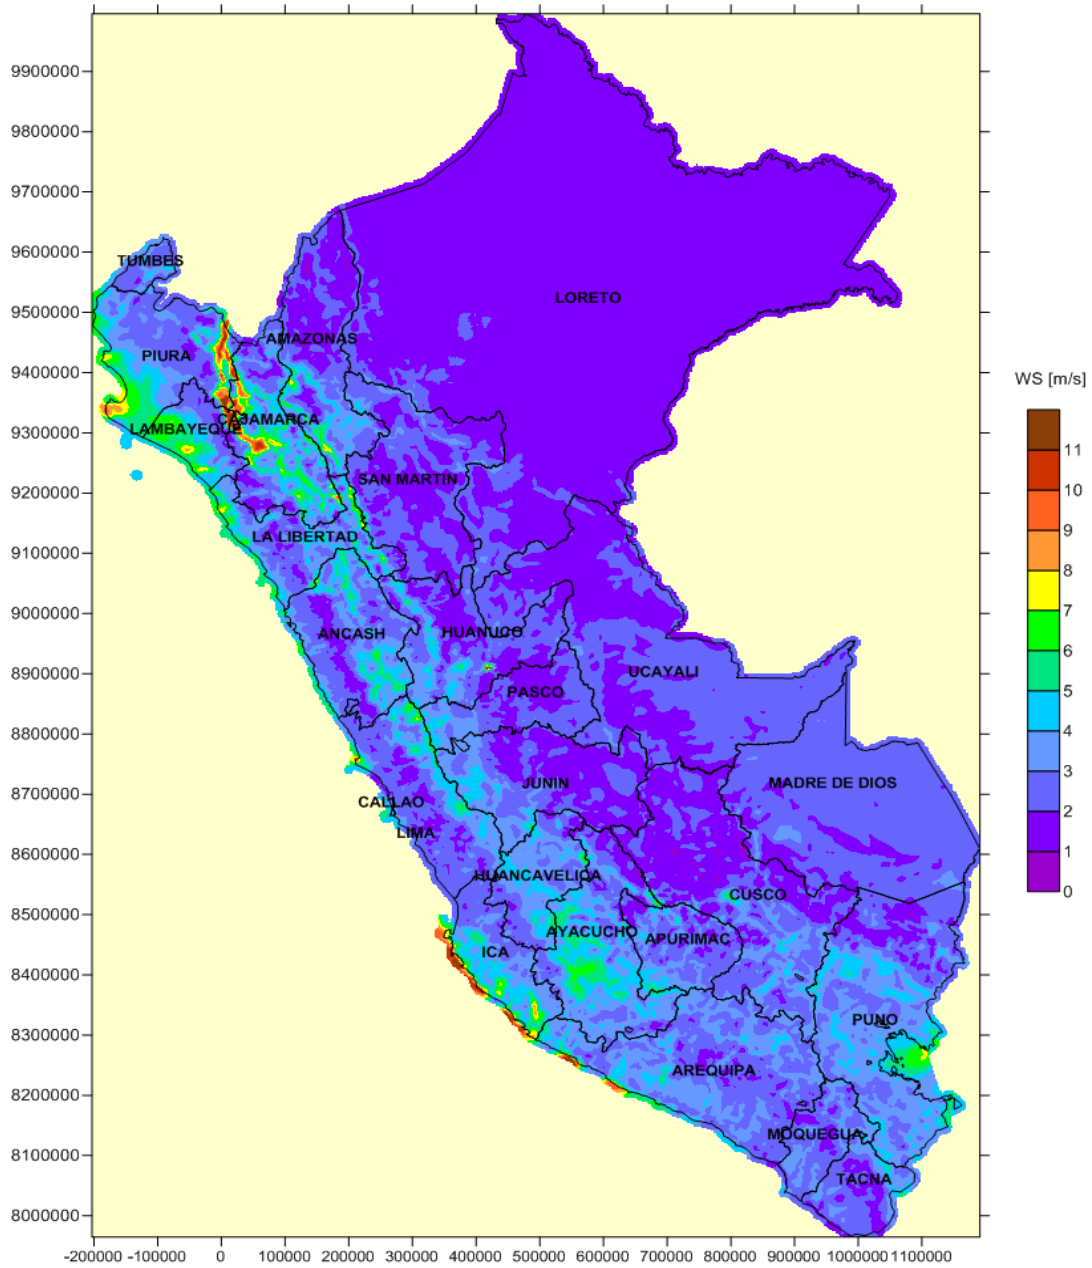 9900000
9800000
9700000
9600000
TUMBES
LORETO
9500000
AMAZONAS
PIURA
9400000
WS [m/s]
CAJAMARCA
LAMBAYEQUE
9300000
11
SAN MARTIN
10
9200000
9
LA LIBERTAD
9100000
8
9000000
7
ANCASH
HUANUCO
6
UCAYALI
8900000
PASCO
5
8800000
4
JUNIN
MADRE DE DIOS
3
8700000
CALLAO
2
LIMA
8600000
1
HUANCAVELICA
CUSCO
0
8500000
AYACUCHO
APURIMAC
ICA
8400000
PUNO
8300000
AREQUIPA
8200000
MOQUEGUA
8100000
TACNA
8000000
-200000 -100000 0 100000 200000 300000 400000 500000 600000 700000 800000 900000 1000000 1100000